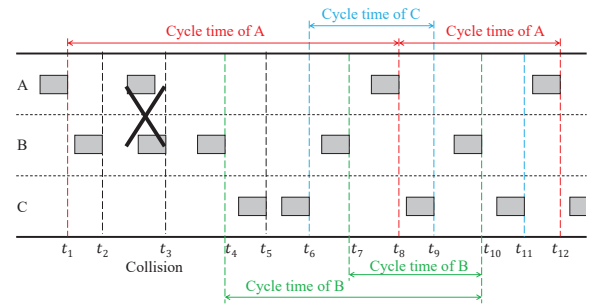 Cycle time of C
Cycle time of A
Cycle time of A
A
B
C
t1 t2 t3 t4 t5 t6 t7 t8 t9 t10 t11 t12
Collision
Cycle time of B
Cycle time of B